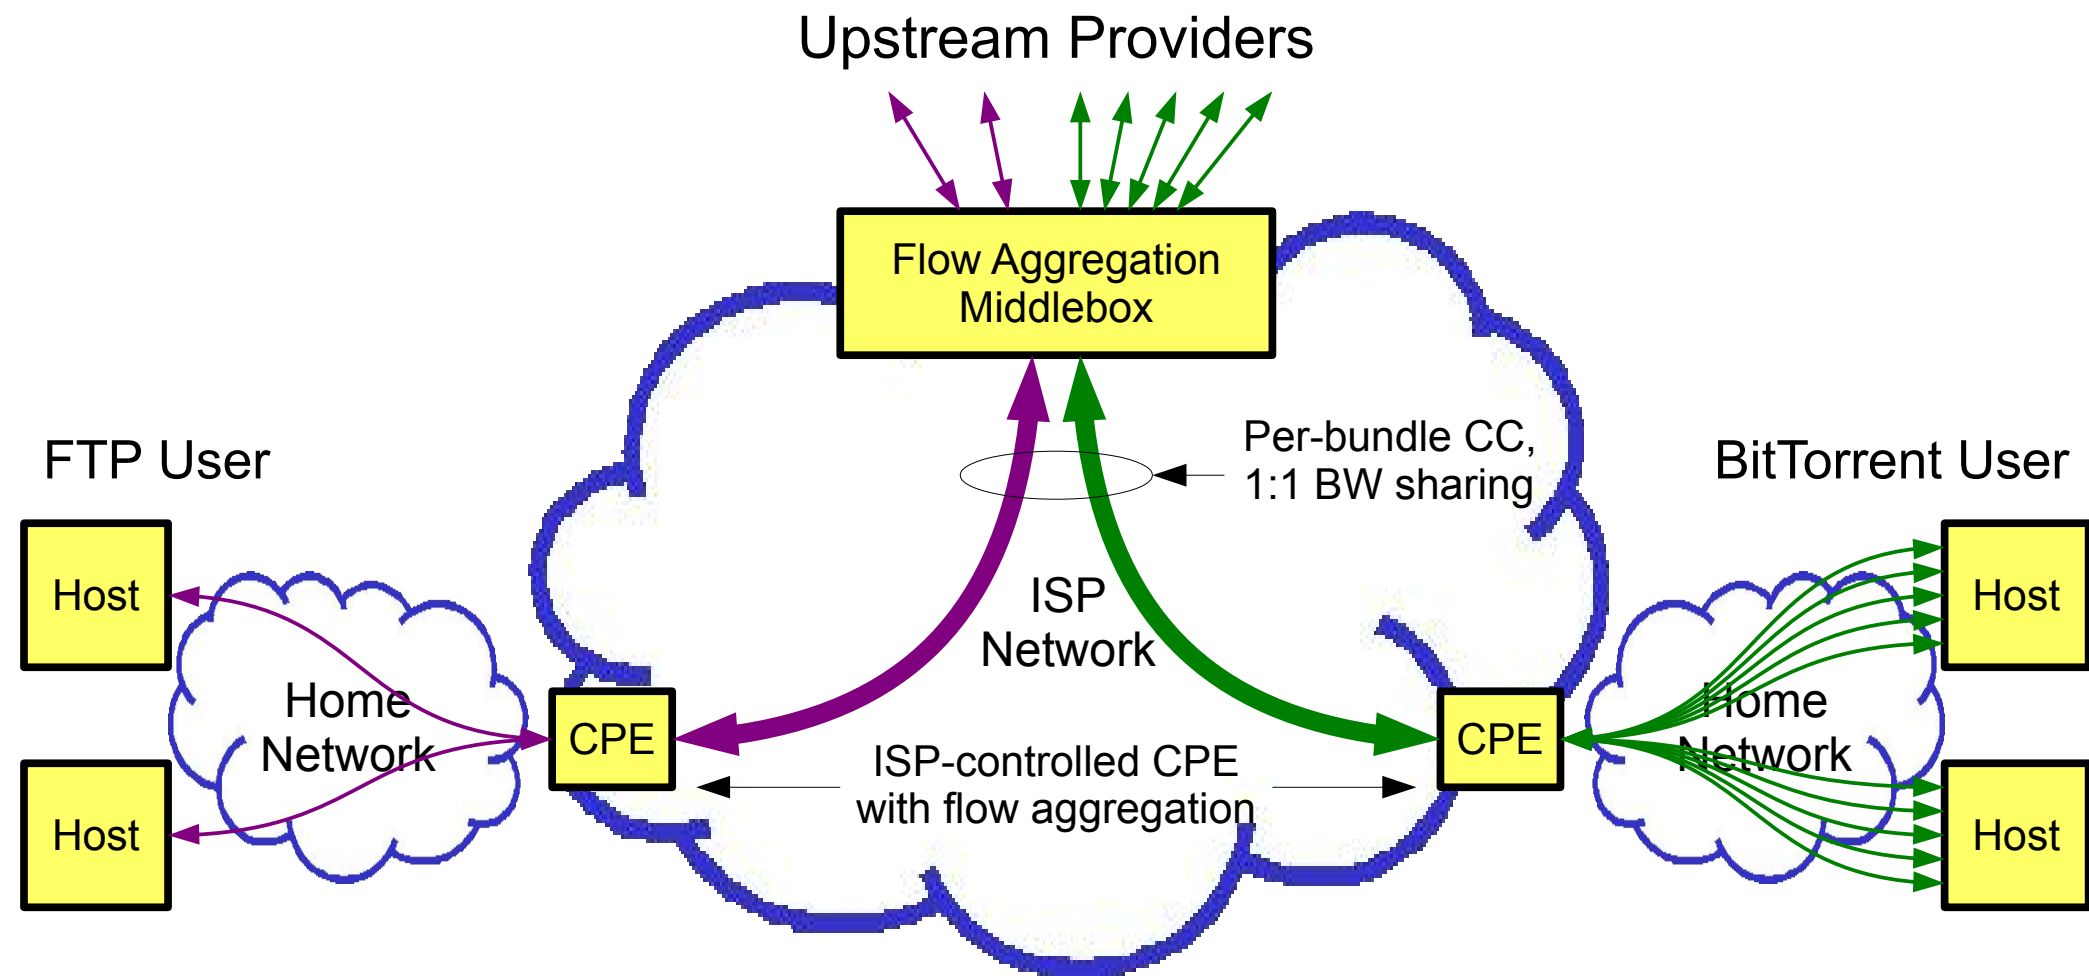 Upstream Providers
Flow Aggregation
Middlebox
Per-bundle CC,
1:1 BW sharing
FTP User
BitTorrent User
Host
Host
ISP
Network
Home
Network
Home
Network
CPE
CPE
ISP-controlled CPE
with flow aggregation
Host
Host